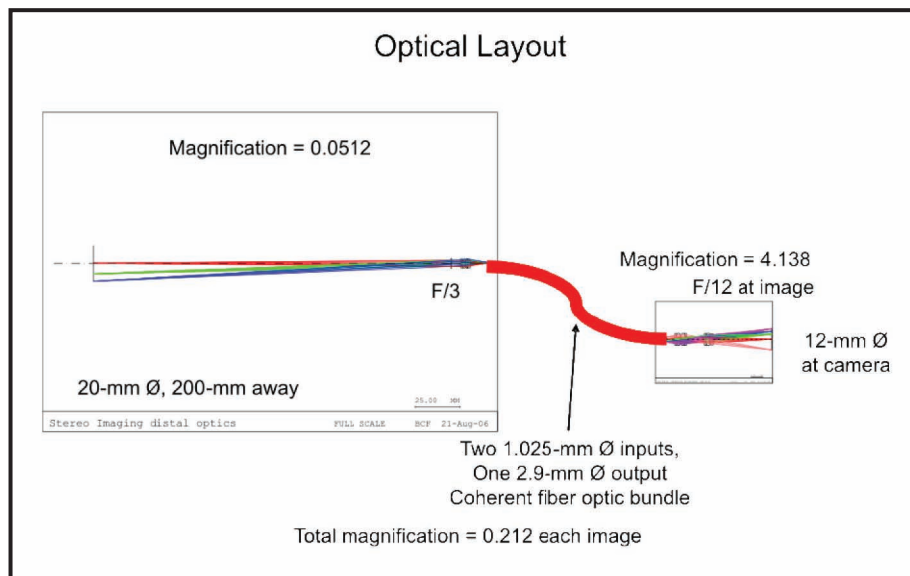 Optical Layout
Magnification = 0.0512
F/3
20-mm Ø, 200-mm away
25.00 MM
Stereo Imaging distal optics FULL SCALE BCF 21-Aug-06
Magnification = 4.138
F/12 at image
12-mm Ø
at camera
Two 1.025-mm Ø inputs,
One 2.9-mm Ø output
Coherent fiber optic bundle
Total magnification = 0.212 each image